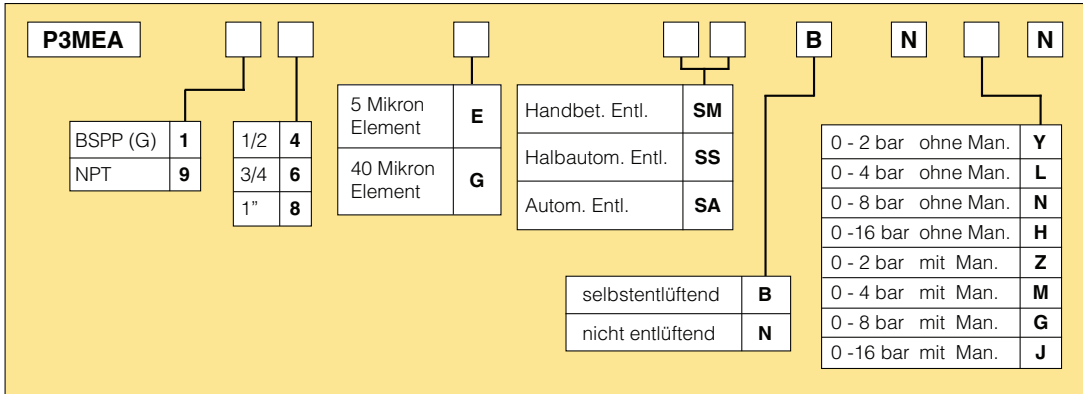 P3MEA B N N
BSPP (G) 1
NPT 9
1/2 4
3/4 6
1” 8
5 Mikron
Element E
40 Mikron
Element G
Handbet. Entl. SM
Halbautom. Entl. SS
Autom. Entl. SA
selbstentlüftend B
nicht entlüftend N
0 - 2 bar ohne Man. Y
0 - 4 bar ohne Man. L
0 - 8 bar ohne Man. N
0 -16 bar ohne Man. H
0 - 2 bar mit Man. Z
0 - 4 bar mit Man. M
0 - 8 bar mit Man. G
0 -16 bar mit Man. J